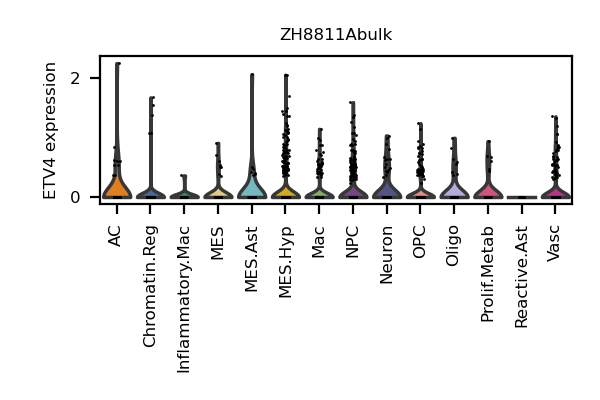 ZH8811Abulk
ETV4 expression
2
0
AC
Chromatin.Reg
Inflammatory.Mac
MES
MES.Ast
MES.Hyp
Mac
NPC
Neuron
OPC
Oligo
Prolif.Metab
Reactive.Ast
Vasc